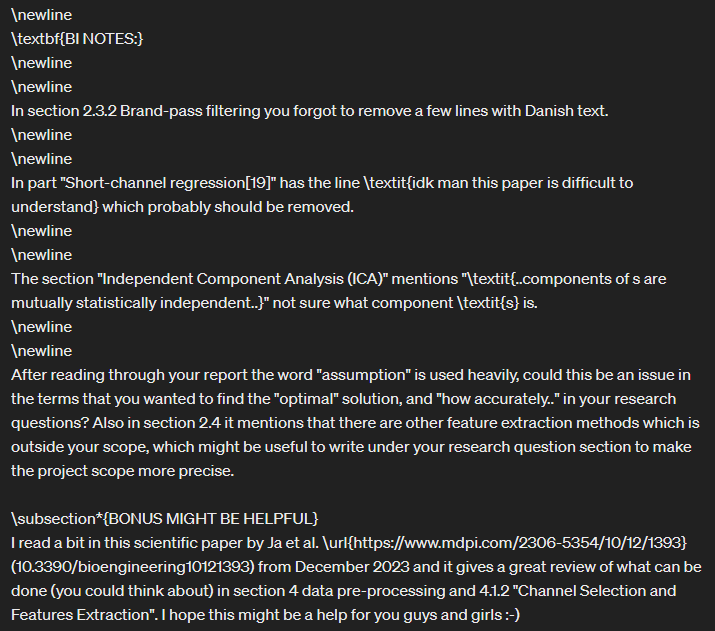 \newline
\textbf{BI NOTES:}
\newline
\newline
In section 2.3.2 Brand-pass filtering you forgot to remove a few lines with Danish text.
\newline
\newline
In part "Short-channel regression[19]" has the line \textit{idk man this paper is difficult to
understand} which probably should be removed.
\newline
\newline
The section "Independent Component Analysis (ICA)" mentions "\textit{..components of s are
mutually statistically independent..}" not sure what component \textit{s} is.
\newline
\newline
After reading through your report the word "assumption" is used heavily, could this be an issue in
the terms that you wanted to find the "optimal" solution, and "how accurately.." in your research
questions? Also in section 2.4 it mentions that there are other feature extraction methods which is
outside your scope, which might be useful to write under your research question section to make
the project scope more precise.
\subsection*{BONUS MIGHT BE HELPFUL}
I read a bit in this scientific paper by Ja et al. \url{https://www.mdpi.com/2306-5354/10/12/1393}
(10.3390/bioengineering10121393) from December 2023 and it gives a great review of what can be
done (you could think about) in section 4 data pre-processing and 4.1.2 "Channel Selection and
Features Extraction". I hope this might be a help for you guys and girls :-)